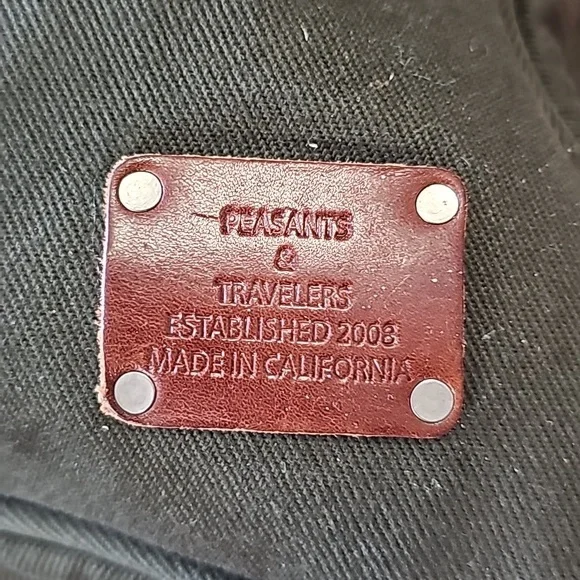 PEASANTS
&
TRAVELERS
ESTABLISHED 2008
MADE IN CALIFORNIA